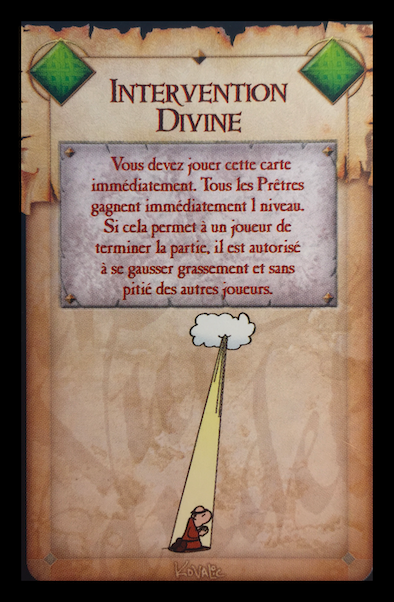 Intervention
Divine
Vous devez jouer cette carte
immédiatement. Tous les Prêtres
gagnent immédiatement 1 niveau.
Si cela permet à un joueur de
terminer la partie, il est autorisé
à se gausser grassement et sans
pitié des autres joueurs.
Kovalic